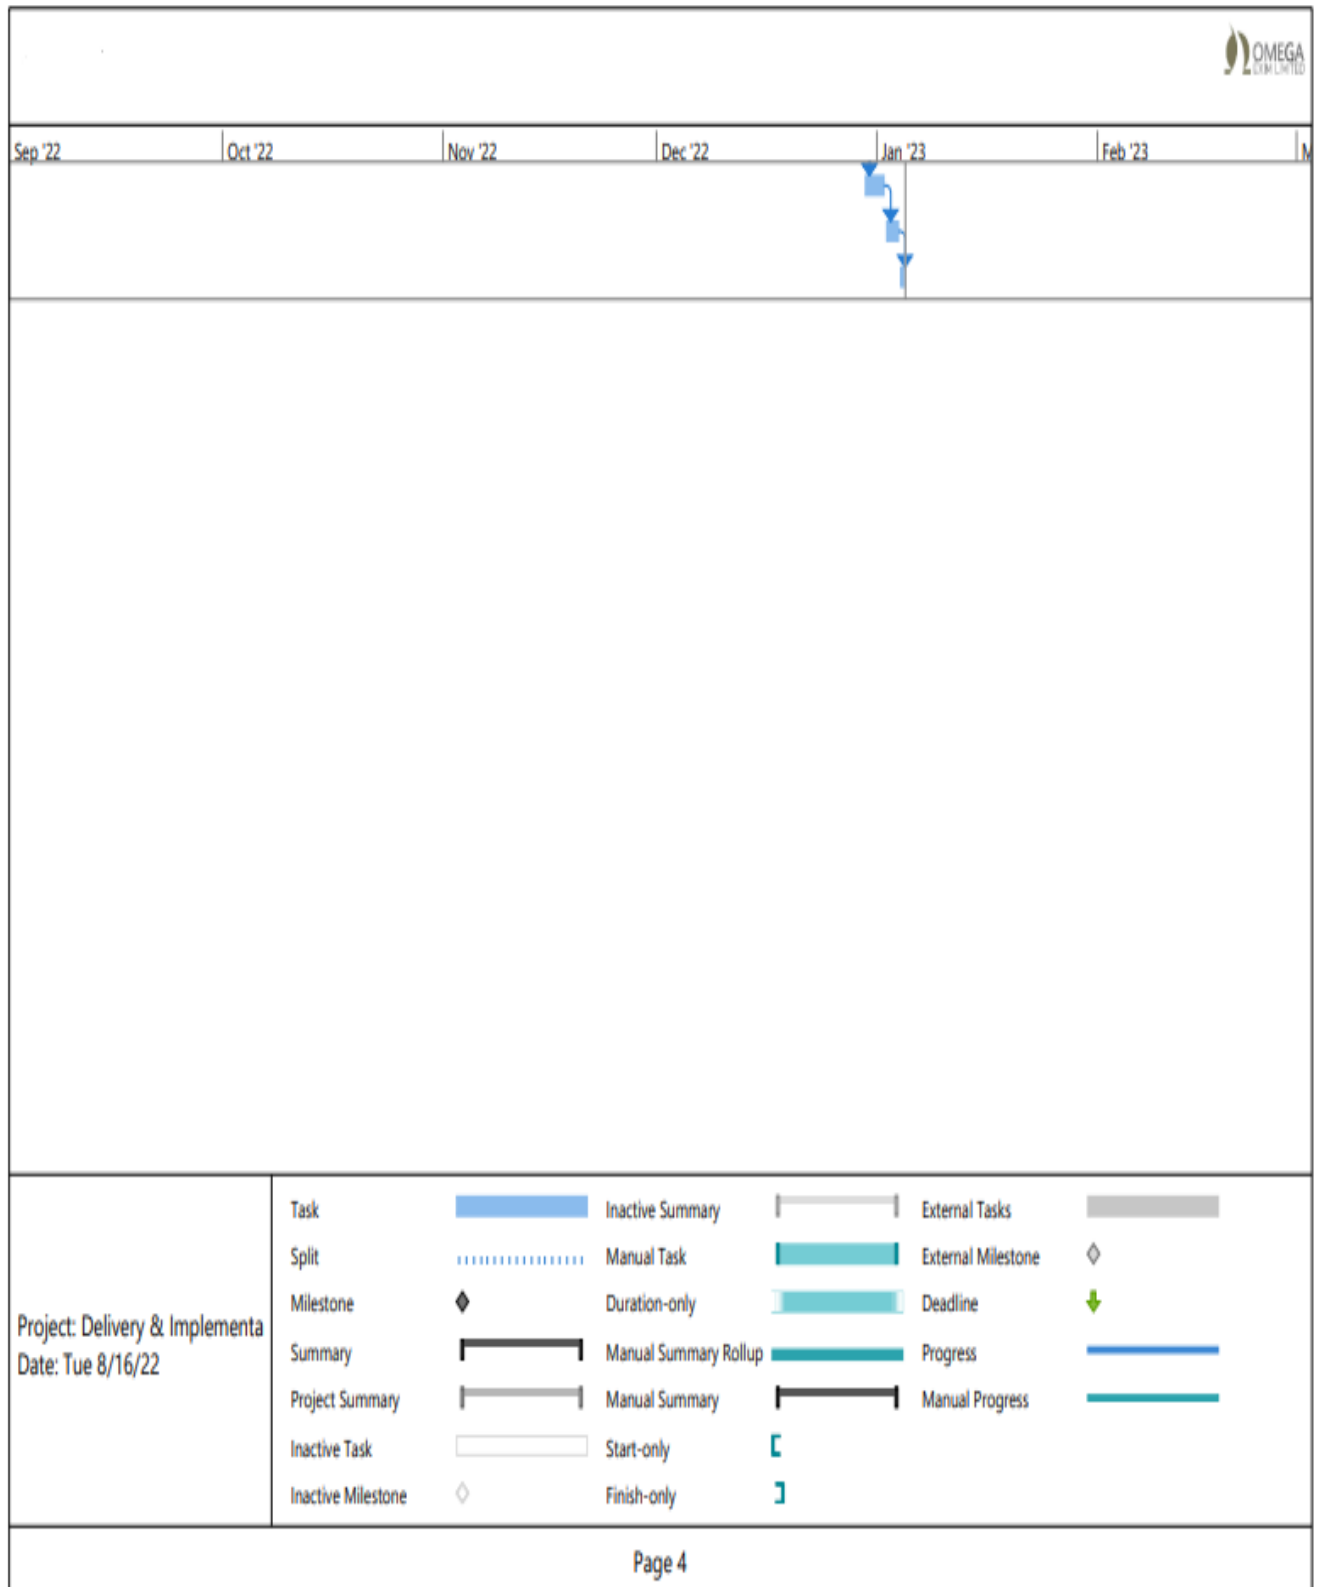 OMEGA
EXIM LIMITED
Sep '22 Oct '22 Nov '22 Dec '22 Jan '23 Feb '23 M
Task Inactive Summary External Tasks
Split Manual Task External Milestone
Milestone Duration-only Deadline
Project: Delivery & Implementa
Date: Tue 8/16/22
Summary Manual Summary Rollup Progress
Project Summary Manual Summary Manual Progress
Inactive Task Start-only
Inactive Milestone Finish-only
Page 4